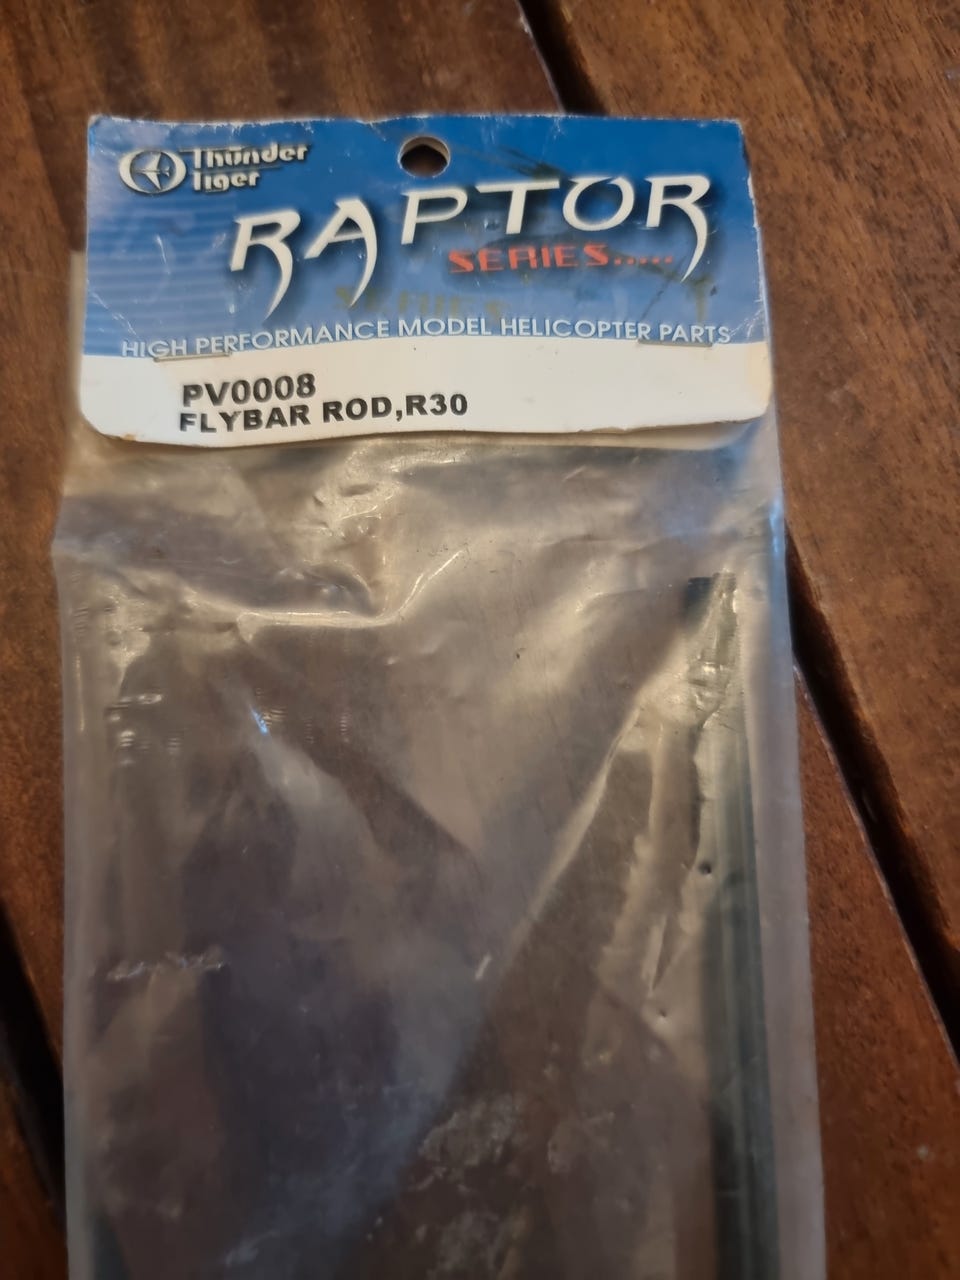 Thunder
Tiger
RAPTOR
SERIES.....
HIGH PERFORMANCE MODEL HELICOPTER PARTS
PV0008
FLYBAR ROD,R30